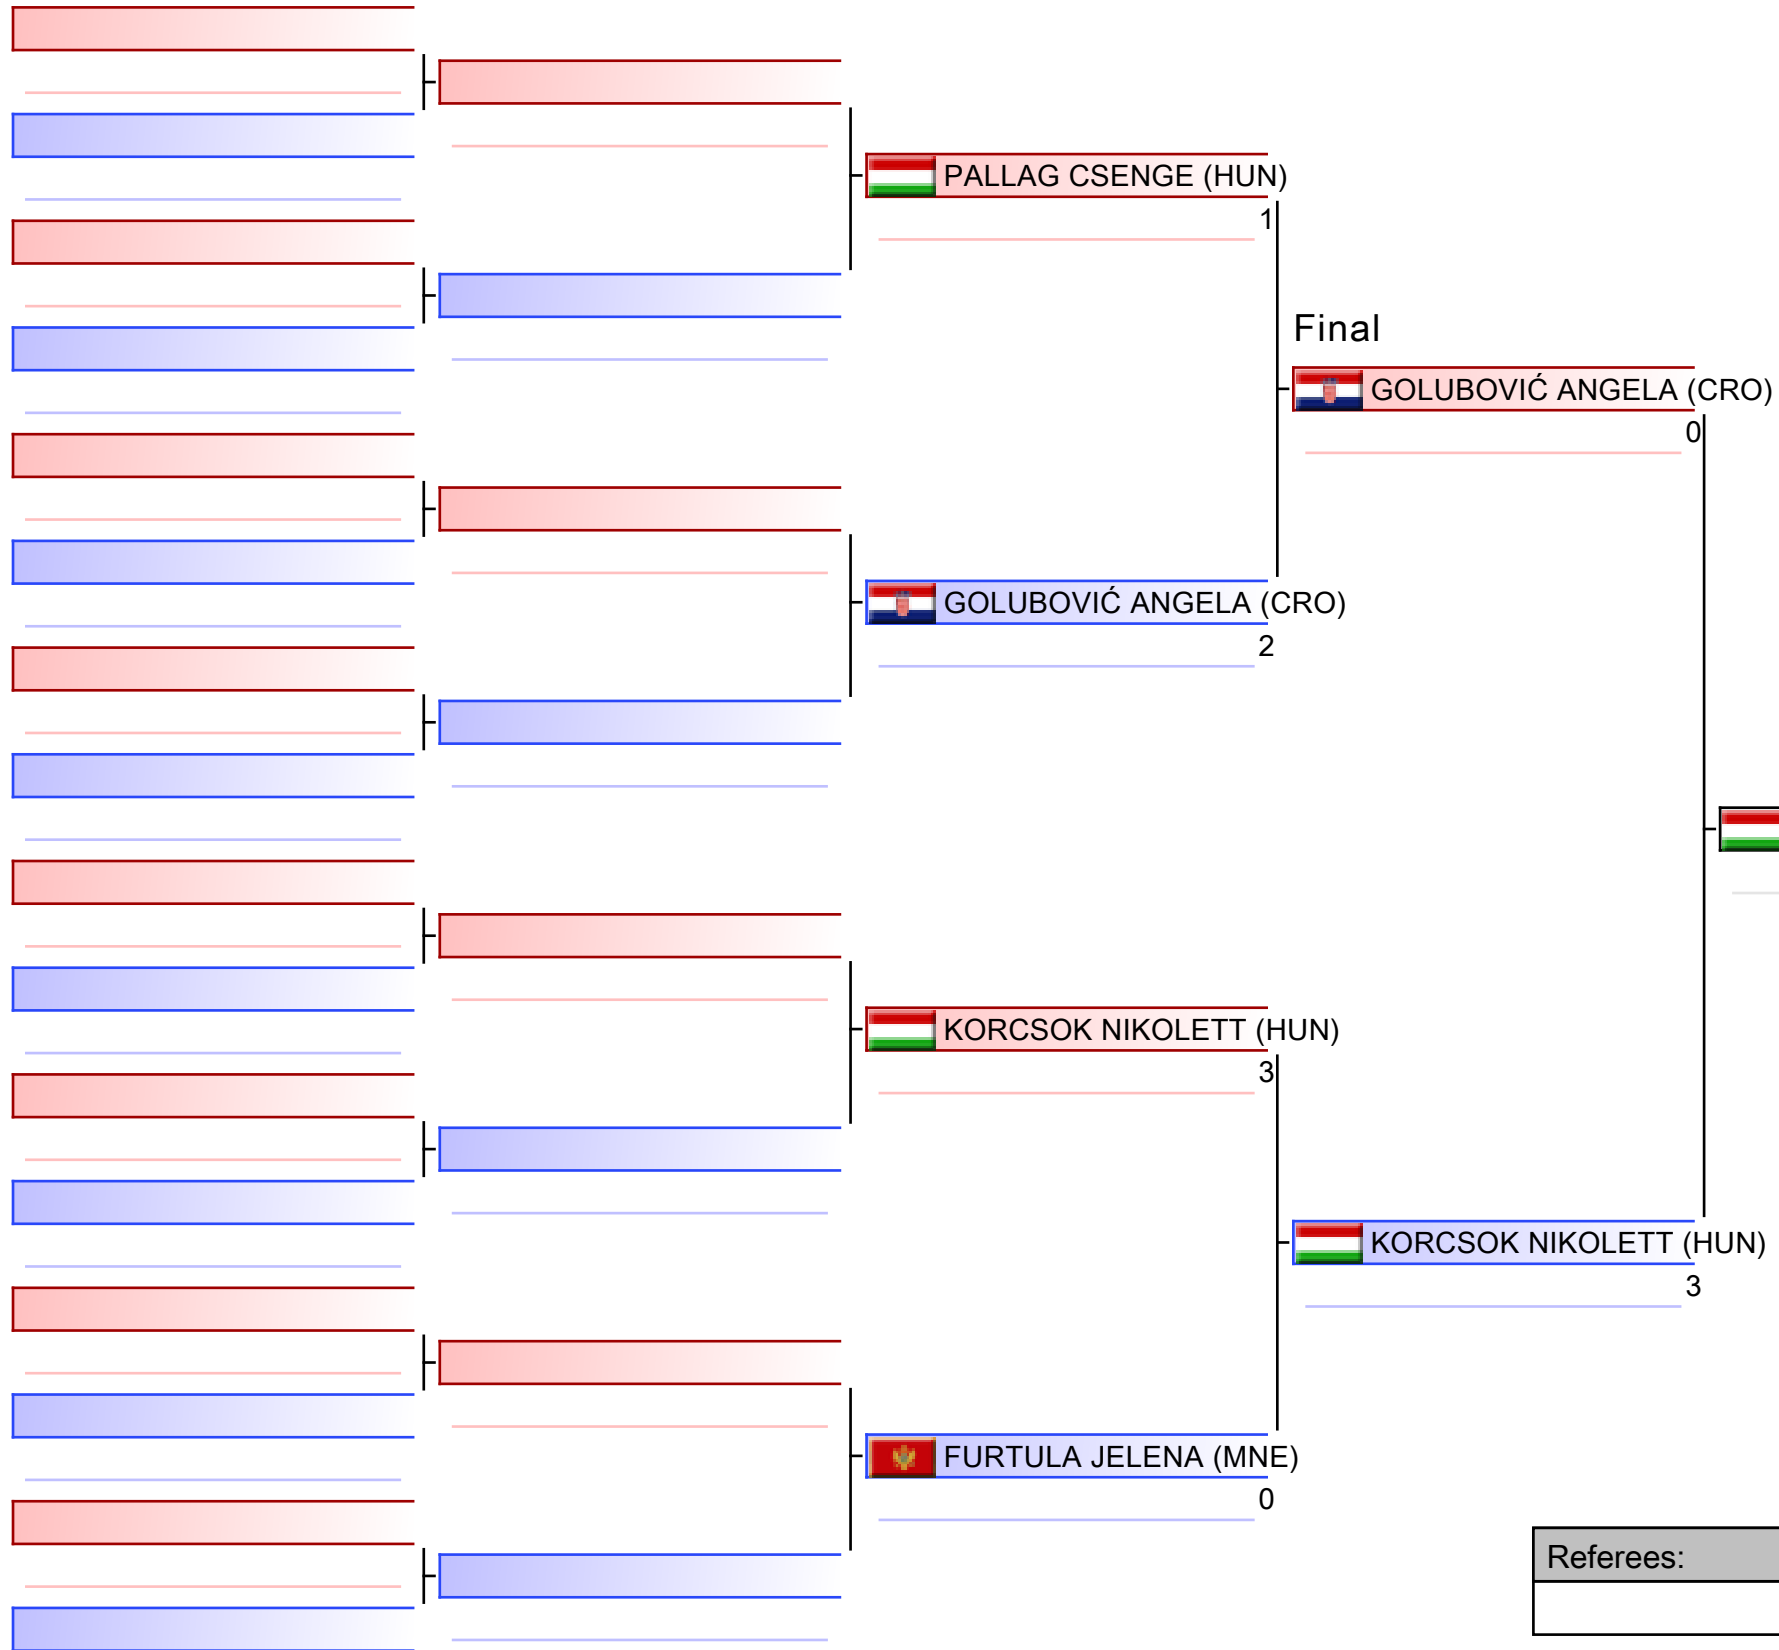 PALLAG CSENGE (HUN)
1
Final
GOLUBOVIĆ ANGELA (CRO)
0
GOLUBOVIĆ ANGELA (CRO)
2
KORCSOK NIKOLETT (HUN)
3
KORCSOK NIKOLETT (HUN)
3
FURTULA JELENA (MNE)
0
Referees: